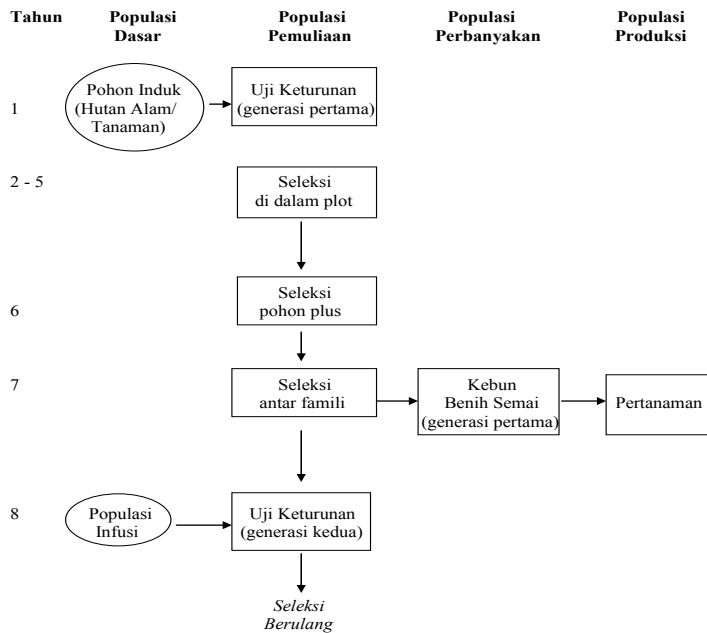 Tahun
Populasi
Dasar
Populasi
Pemuliaan
Populasi
Perbanyakan
Populasi
Produksi
1
Pohon Induk
(Hutan Alam/
Tanaman)
Uji Keturunan
(generasi pertama)
2 - 5
Seleksi
di dalam plot
6
Seleksi
pohon plus
7
Seleksi
antar famili
Kebun
Benih Semai
(generasi pertama)
Pertanaman
8
Populasi
Infusi
Uji Keturunan
(generasi kedua)
Seleksi
Berulang